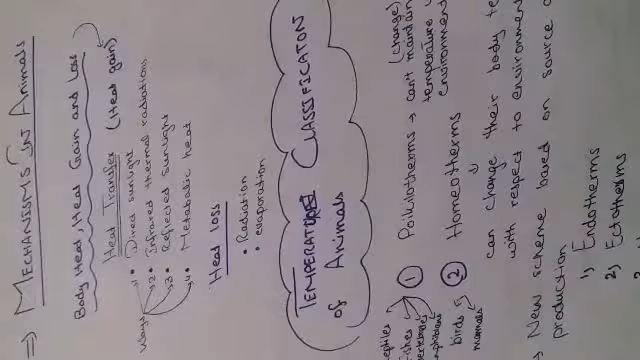 ⇒ MECHANISMS IN ANIMALS
Body Heat, Heat Gain and Loss
Heat Transfer (Heat gain)
Ways
1 • Direct sunlight
2 • Infrared thermal radiations
3 • Reflected sunlight
4 • Metabolic heat
Heat loss
• Radiation
• evaporation
TEMPERATURE CLASSIFICATON
of Animals
① Poikilotherms → can't maintain (change)
temperature
environment
② Homeotherms
can change their body te
with respect to environment
reptiles
fishes
amphibians
birds
mammals
→ New scheme based on source o
production
1) Endotherms
2) Ectotherms